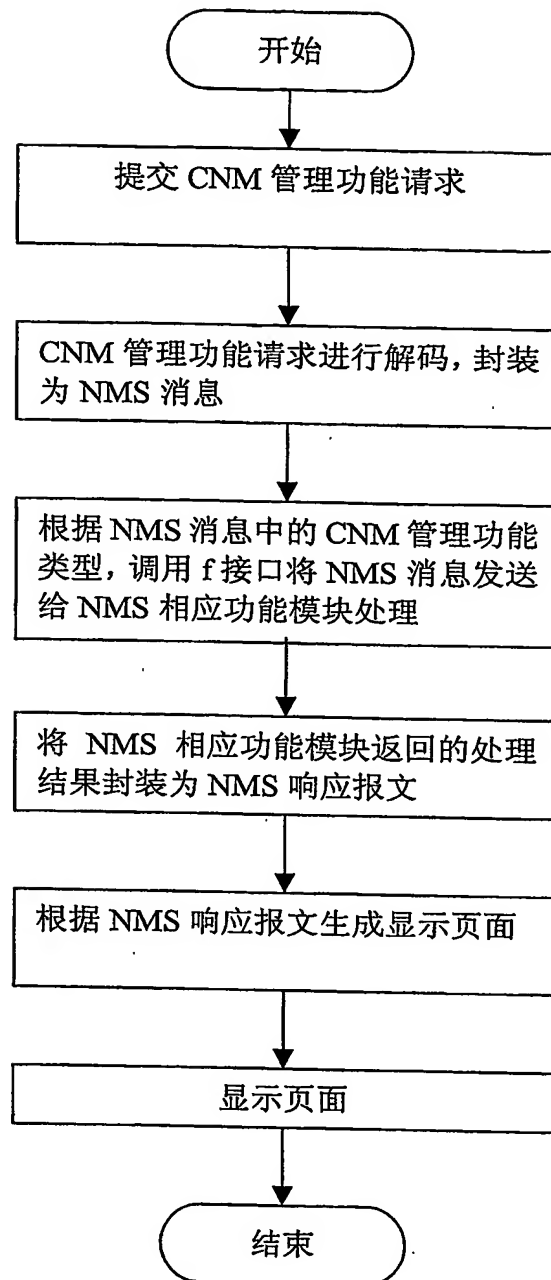 开始
提交 CNM 管理功能请求
CNM 管理功能请求进行解码，封装
为 NMS 消息
根据 NMS 消息中的 CNM 管理功能
类型，调用 f 接口将 NMS 消息发送
给 NMS 相应功能模块处理
将 NMS 相应功能模块返回的处理
结果封装为 NMS 响应报文
根据 NMS 响应报文生成显示页面
显示页面
结束